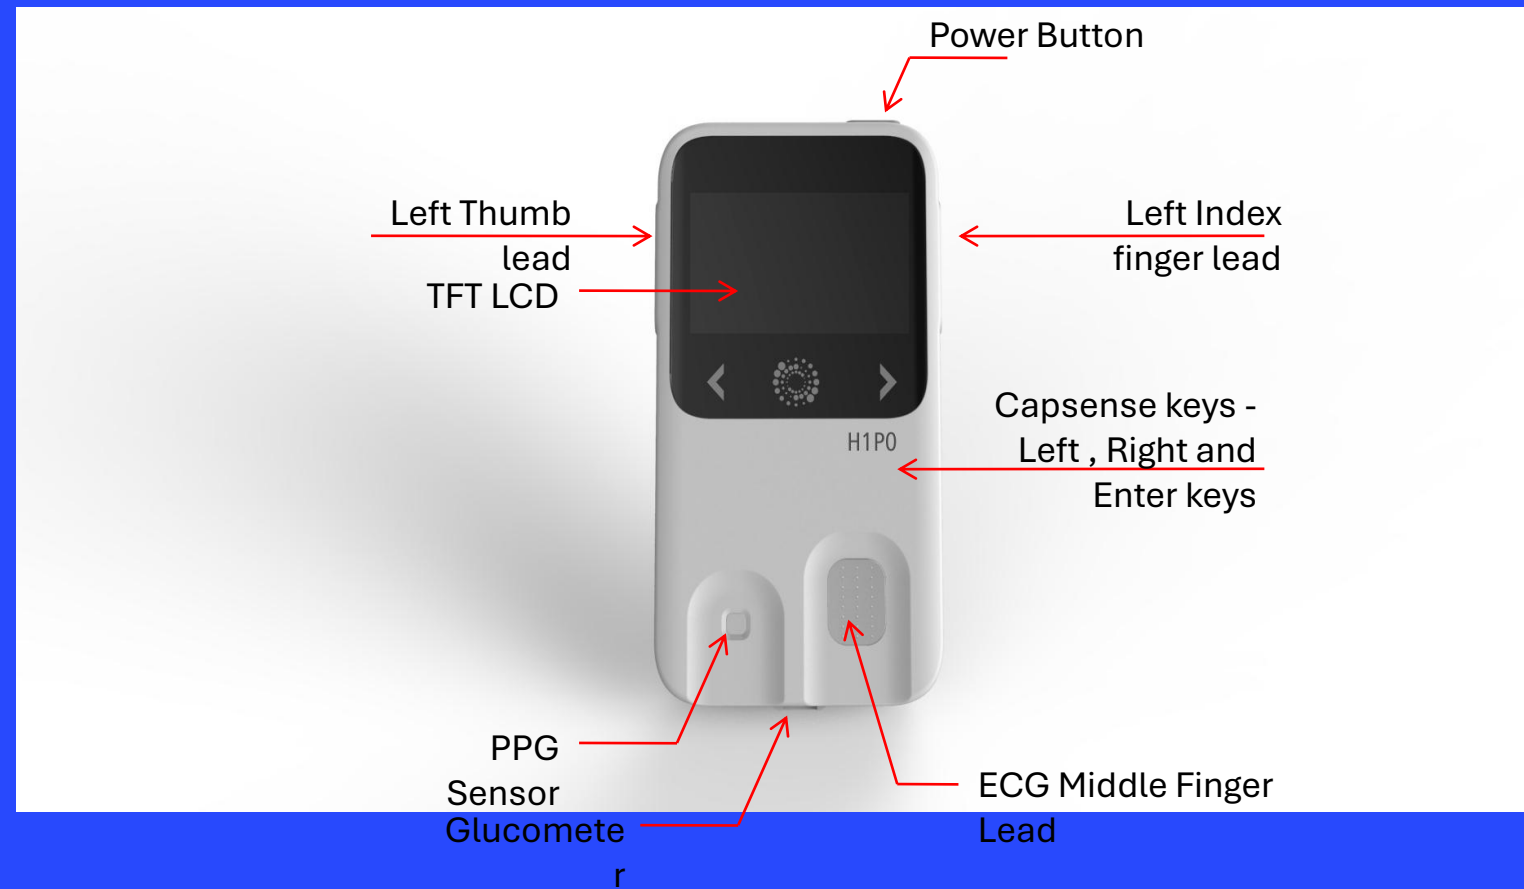 Power Button
Left Thumb
lead
Left Index
finger lead
TFT LCD
Capsense keys -
Left , Right and
Enter keys
H1P0
PPG
Sensor
Glucomete
r
ECG Middle Finger
Lead